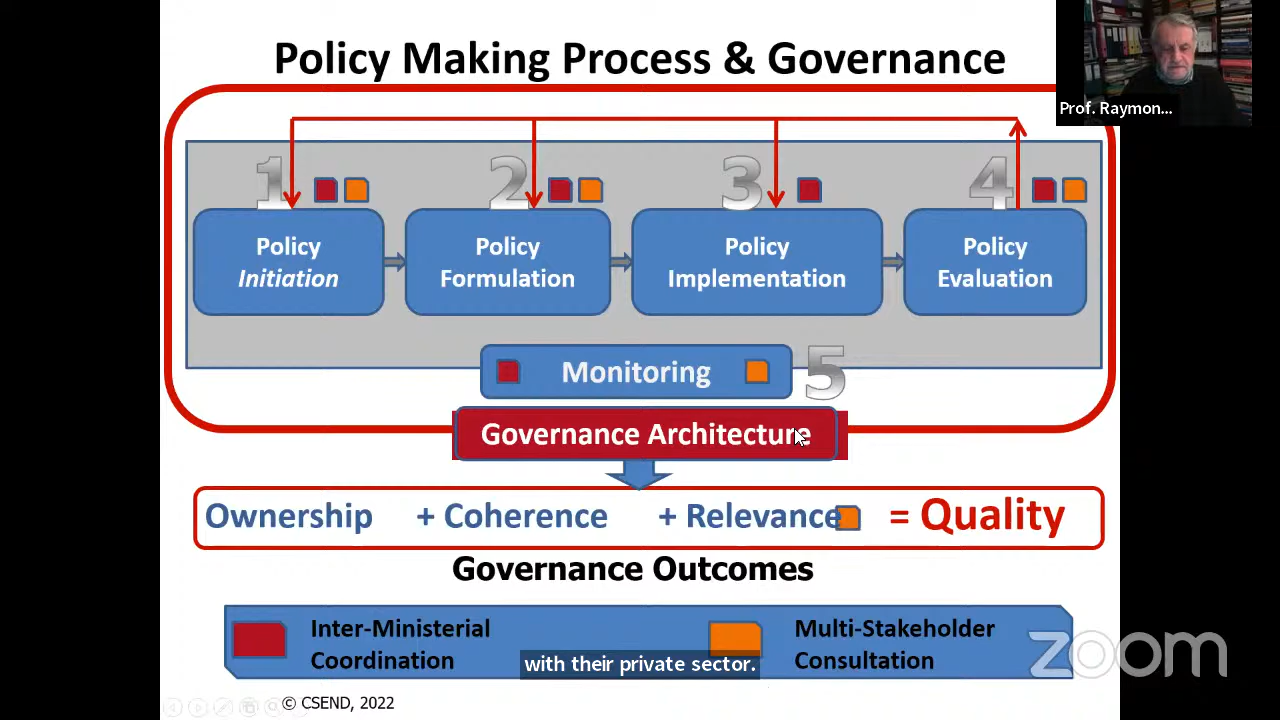 Policy Making Process & Governance
Prof. Raymon...
1
2
3
4
Policy
Initiation
Policy
Formulation
Policy
Implementation
Policy
Evaluation
Monitoring
5
Governance Architecture
Ownership + Coherence + Relevance = Quality
Governance Outcomes
Inter-Ministerial
Coordination
Multi-Stakeholder
Consultation
with their private sector.
zoom
© CSEND, 2022